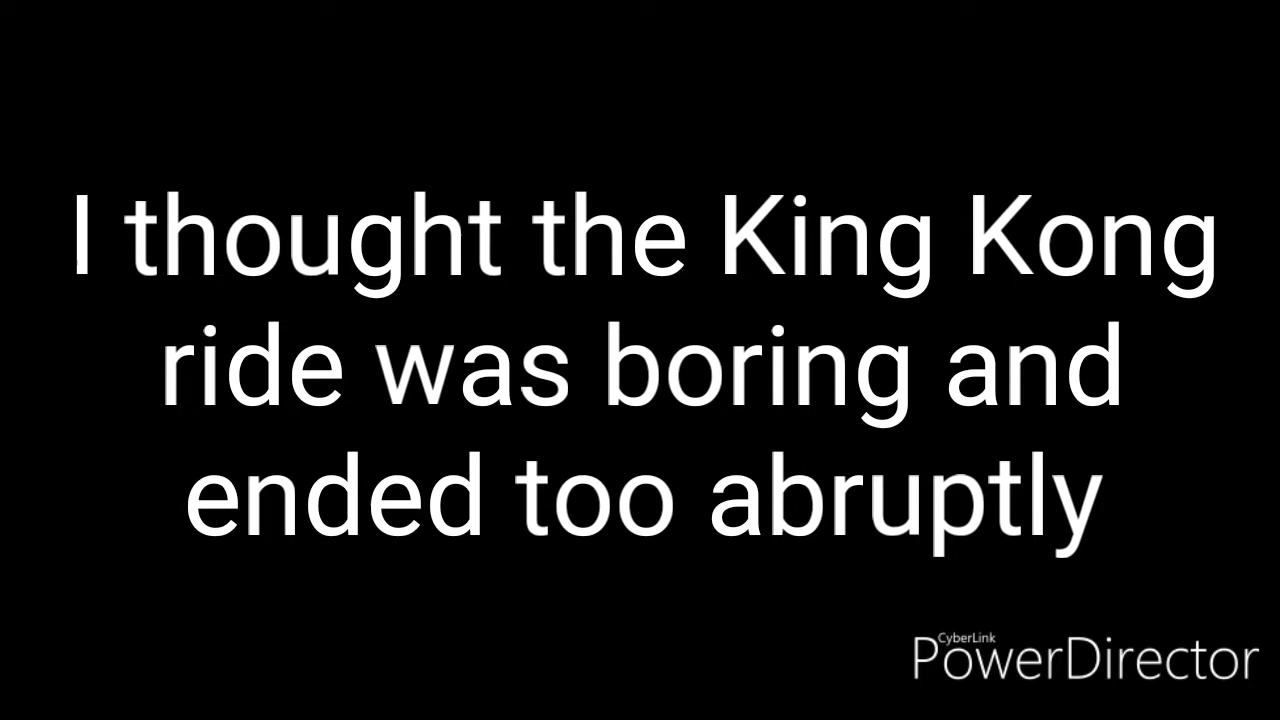 I thought the King Kong
ride was boring and
ended too abruptly
CyberLink
PowerDirector